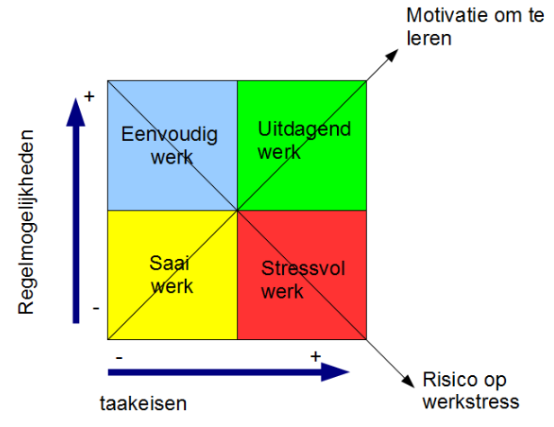 Motivatie om te
leren
+
Eenvoudig
werk
Uitdagend
werk
Regelmogelijkheden
Saai
werk
Stressvol
werk
-
-
+
taakeisen
Risico op
werkstress